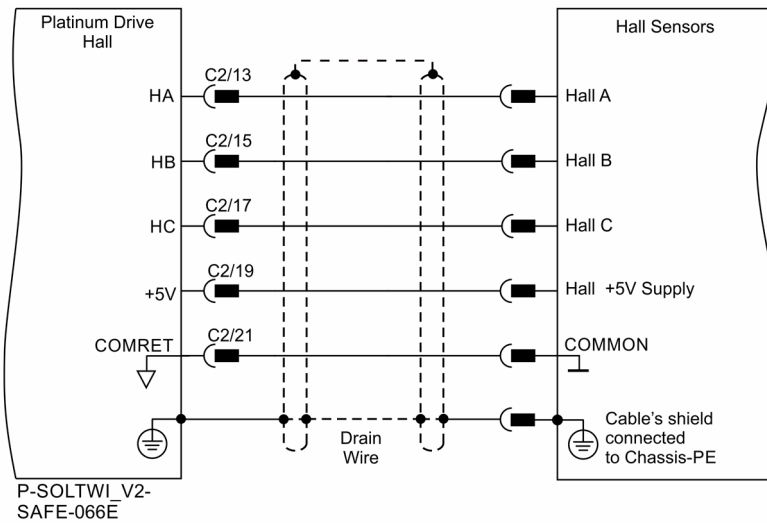 Platinum Drive
Hall
Hall Sensors
C2/13
HA
Hall A
C2/15
HB
Hall B
C2/17
HC
Hall C
C2/19
+5V
Hall +5V Supply
C2/21
COMRET
COMMON
Drain
Wire
Cable's shield
connected
to Chassis-PE
P-SOLTWI_V2-
SAFE-066E